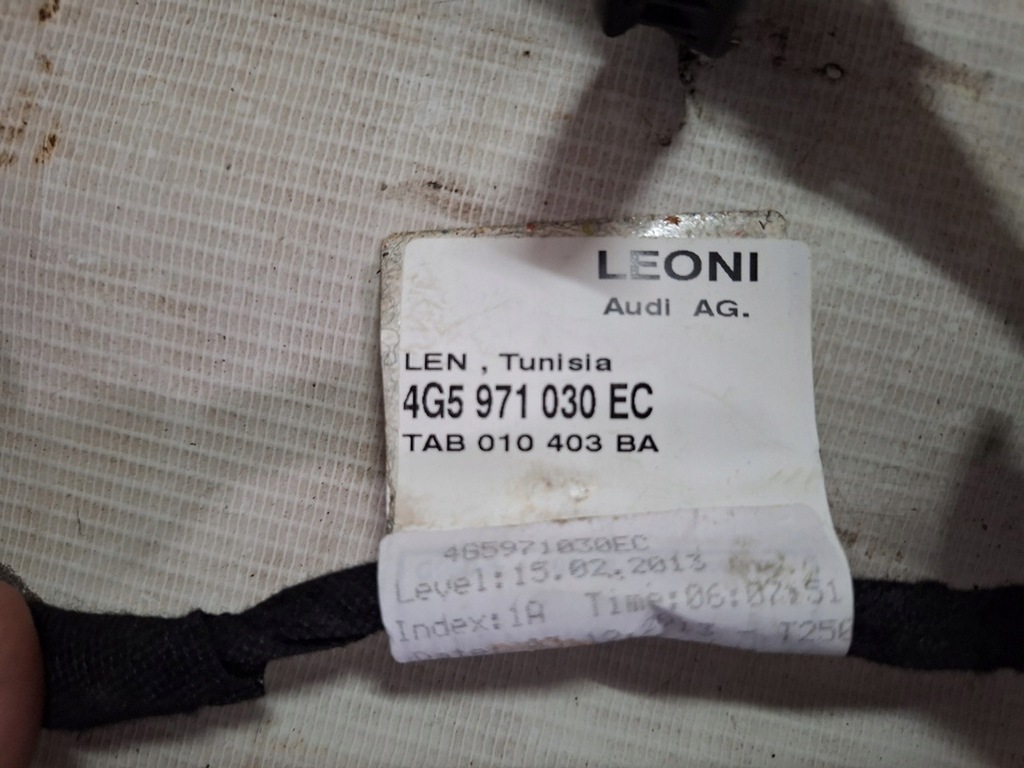 LEONI
Audi AG.
LEN , Tunisia
4G5 971 030 EC
TAB 010 403 BA
4G5971030EC
Level:15.02.2013
Index:1A Time:06:07:51
T250